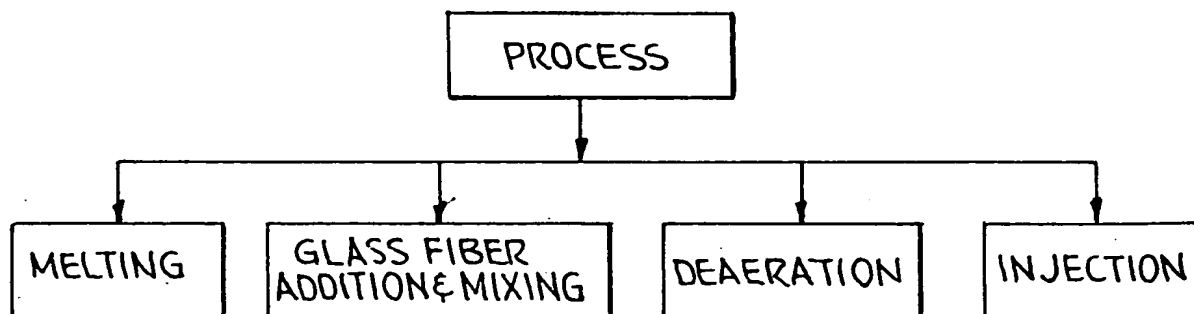 PROCESS
MELTING
GLASS FIBER
ADDITION & MIXING
DEAERATION
INJECTION